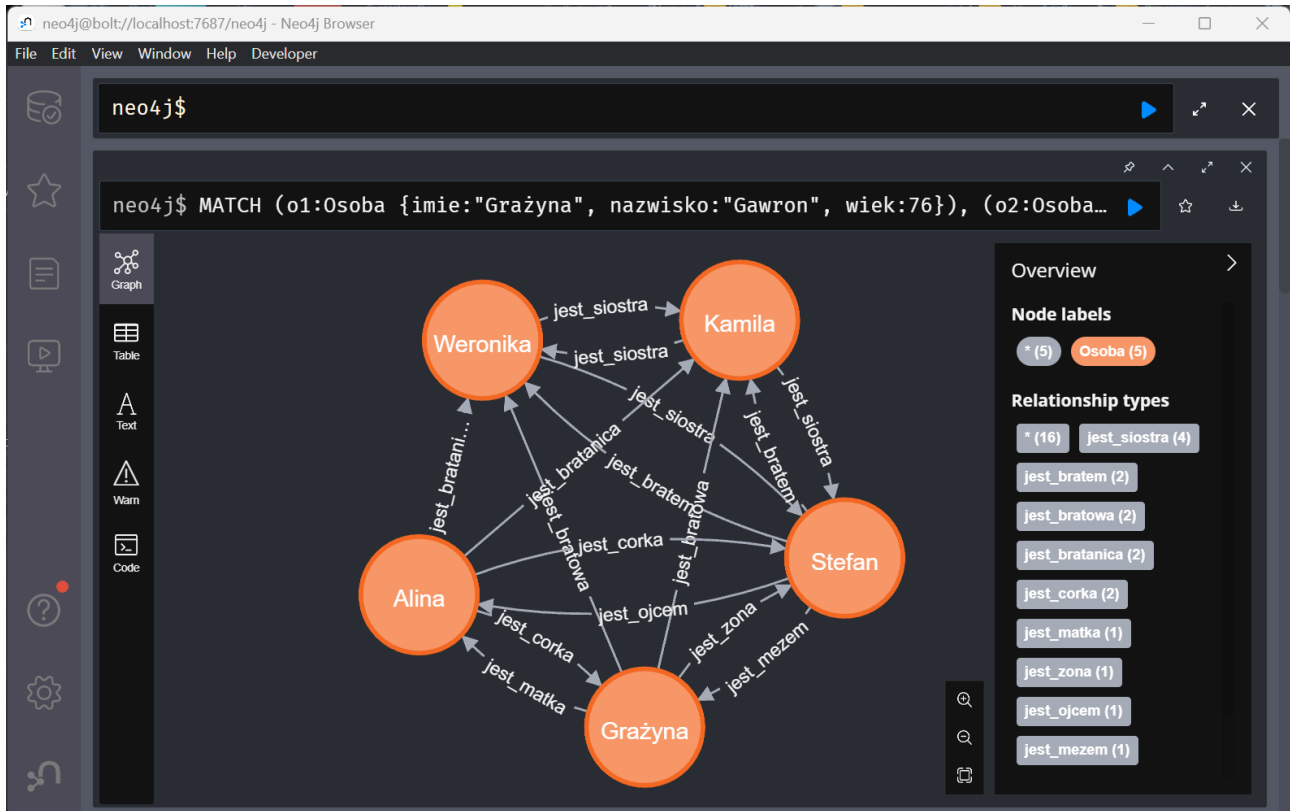 neo4j@bolt://localhost:7687/neo4j - Neo4j Browser
File Edit View Window Help Developer
neo4j$
neo4j$ MATCH (o1:Osoba {imie:"Grażyna", nazwisko:"Gawron", wiek:76}), (o2:Osoba…
Graph
Table
Text
Warn
Code
Weronika
Kamila
Stefan
Alina
Grażyna
jest_siostra
jest_siostra
jest_siostra
jest_siostra
jest_bratem
jest_bratem
jest_bratani...
jest_bratanica
jest_bratowa
jest_bratowa
jest_corka
jest_ojcem
jest_corka
jest_matka
jest_zona
jest_mezem
Overview
Node labels
* (5) Osoba (5)
Relationship types
* (16) jest_siostra (4)
jest_bratem (2)
jest_bratowa (2)
jest_bratanica (2)
jest_corka (2)
jest_matka (1)
jest_zona (1)
jest_ojcem (1)
jest_mezem (1)